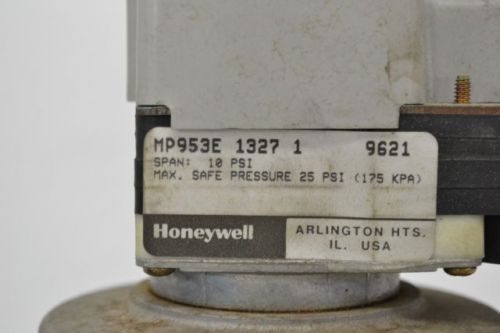 MP953E 1327 1 9621
SPAN: 10 PSI
MAX. SAFE PRESSURE 25 PSI (175 KPA)
Honeywell
ARLINGTON HTS.
IL. USA